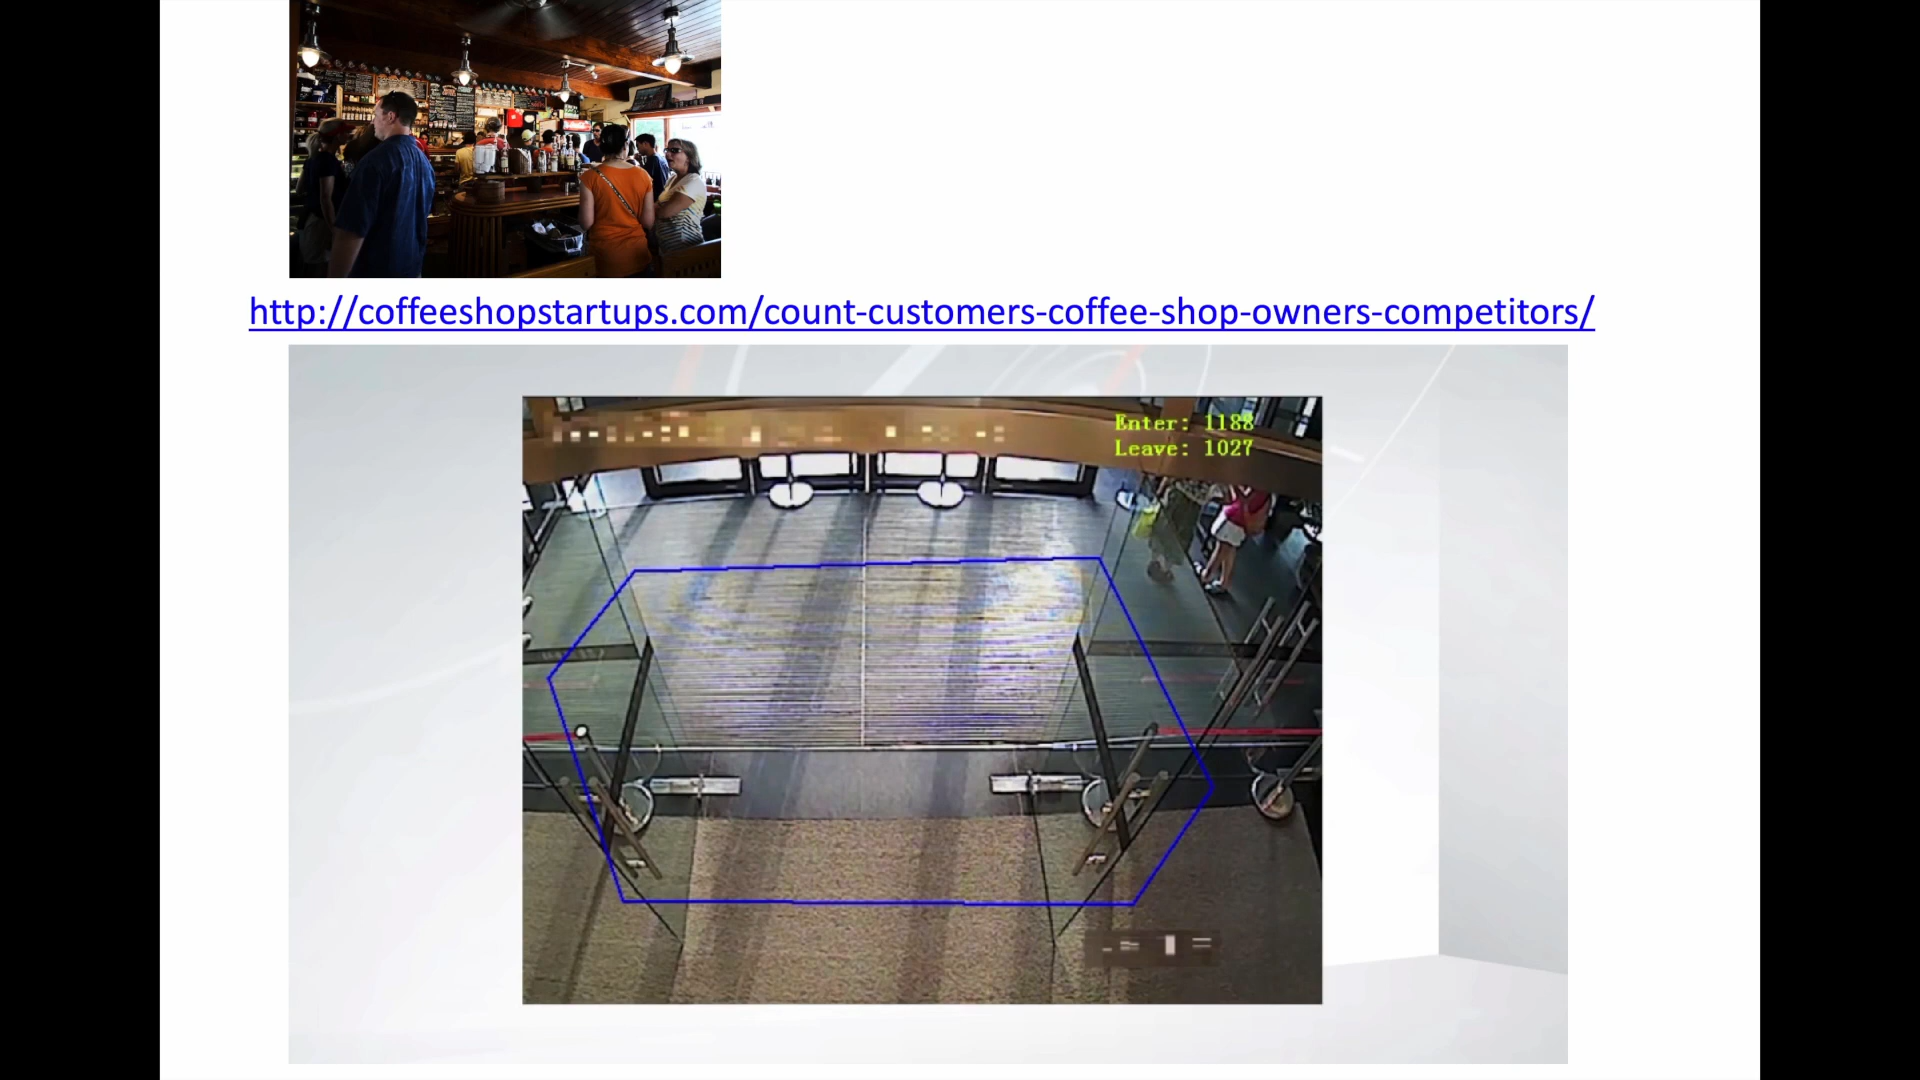 http://coffeeshopstartups.com/count-customers-coffee-shop-owners-competitors/
Enter: 1188
Leave: 1027